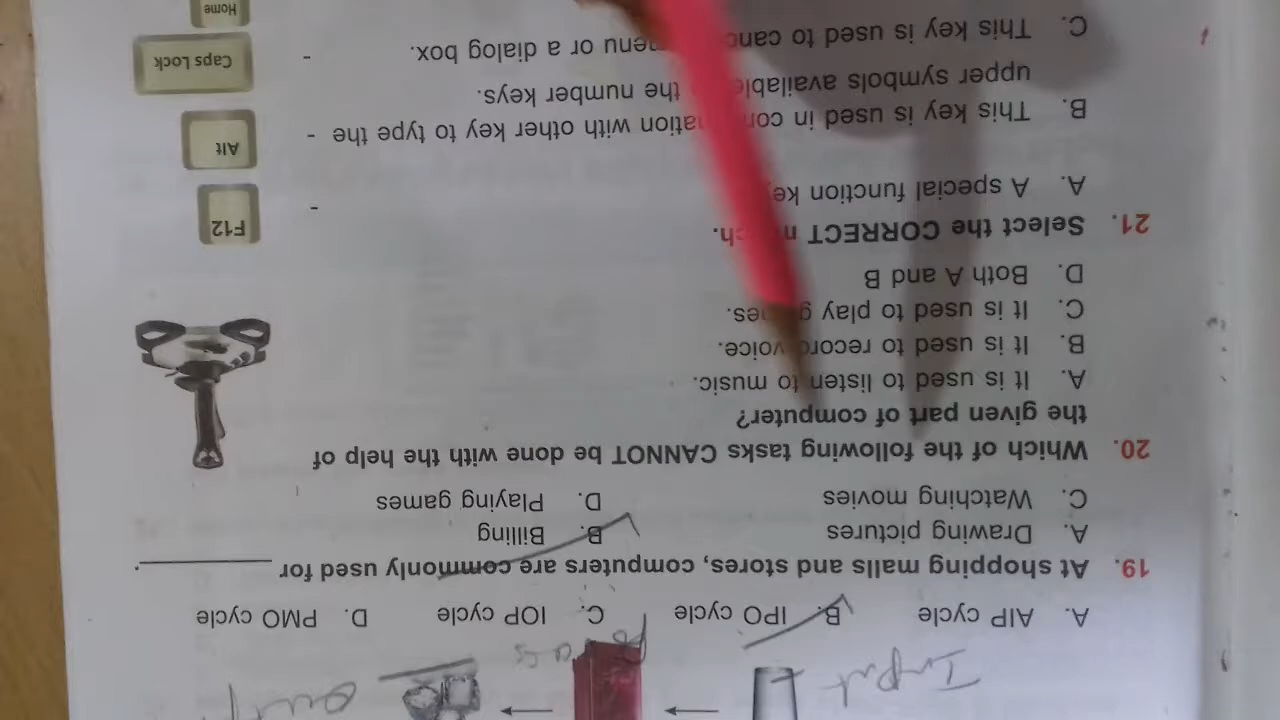 Input
outp
A. AIP cycle B. IPO cycle C. IOP cycle D. PMO cycle
19. At shopping malls and stores, computers are commonly used for __________.
A. Drawing pictures B. Billing
C. Watching movies D. Playing games
20. Which of the following tasks CANNOT be done with the help of
the given part of computer?
A. It is used to listen to music.
B. It is used to record voice.
C. It is used to play games.
D. Both A and B
21. Select the CORRECT match.
A. A special function key - F12
B. This key is used in combination with other key to type the - Alt
upper symbols available the number keys.
C. This key is used to cancel menu or a dialog box. - Caps Lock
Home